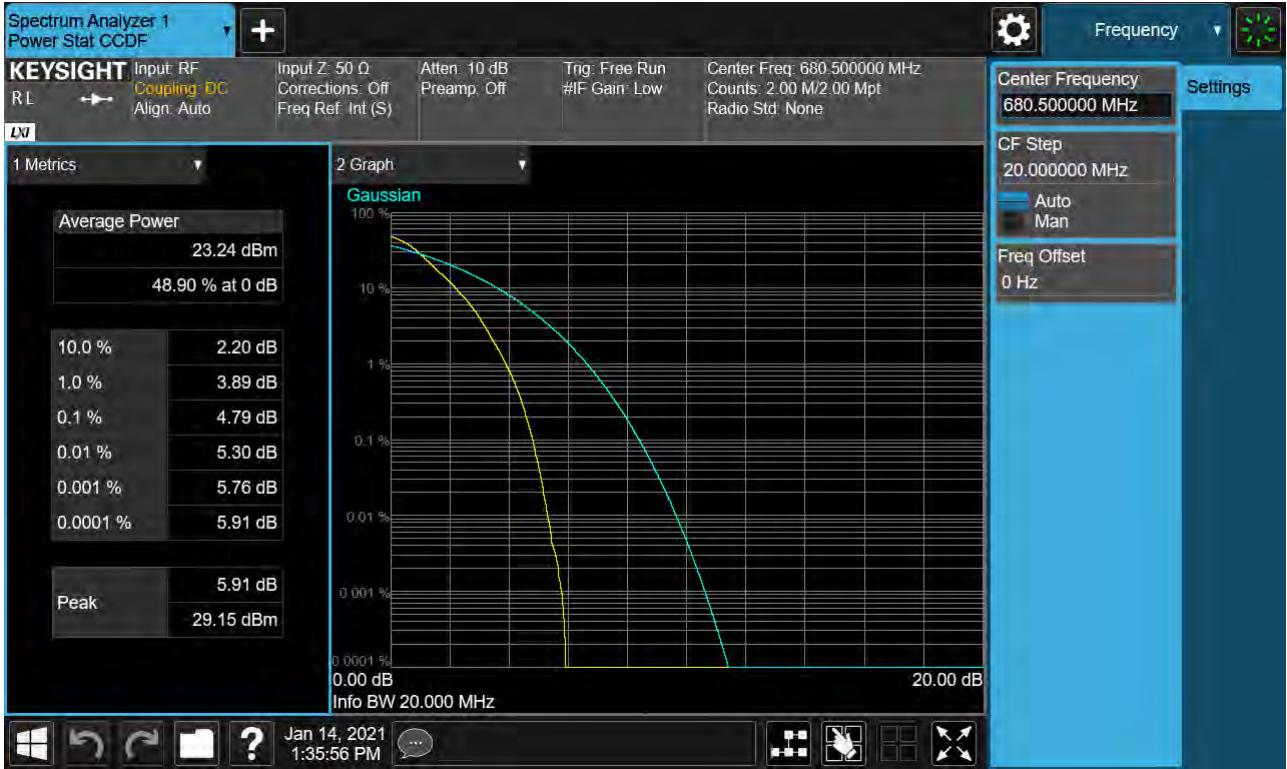 Spectrum Analyzer 1
Power Stat CCDF
+
Frequency
KEYSIGHT
R L
LXI
Input: RF
Coupling: DC
Align: Auto
Input Z: 50 Ω
Corrections: Off
Freq Ref: Int (S)
Atten: 10 dB
Preamp: Off
Trig: Free Run
#IF Gain: Low
Center Freq: 680.500000 MHz
Counts: 2.00 M/2.00 Mpt
Radio Std: None
Center Frequency
680.500000 MHz
Settings
CF Step
20.000000 MHz
Auto
Man
Freq Offset
0 Hz
1 Metrics
Average Power
23.24 dBm
48.90 % at 0 dB
10.0 % 2.20 dB
1.0 % 3.89 dB
0.1 % 4.79 dB
0.01 % 5.30 dB
0.001 % 5.76 dB
0.0001 % 5.91 dB
Peak
5.91 dB
29.15 dBm
2 Graph
Gaussian
100 %
10 %
1 %
0.1 %
0.01 %
0.001 %
0.0001 %
0.00 dB
20.00 dB
Info BW 20.000 MHz
?
Jan 14, 2021
1:35:56 PM